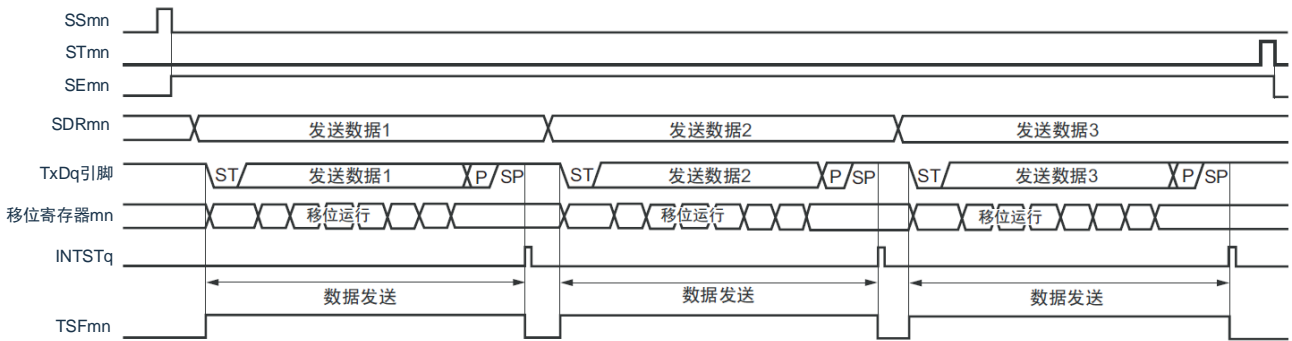 SSmn
STmn
SEmn
SDRmn 发送数据1 发送数据2 发送数据3
TxDq引脚 ST 发送数据1 P SP ST 发送数据2 P SP ST 发送数据3 P SP
移位寄存器mn 移位运行 移位运行 移位运行
INTSTq
数据发送 数据发送 数据发送
TSFmn